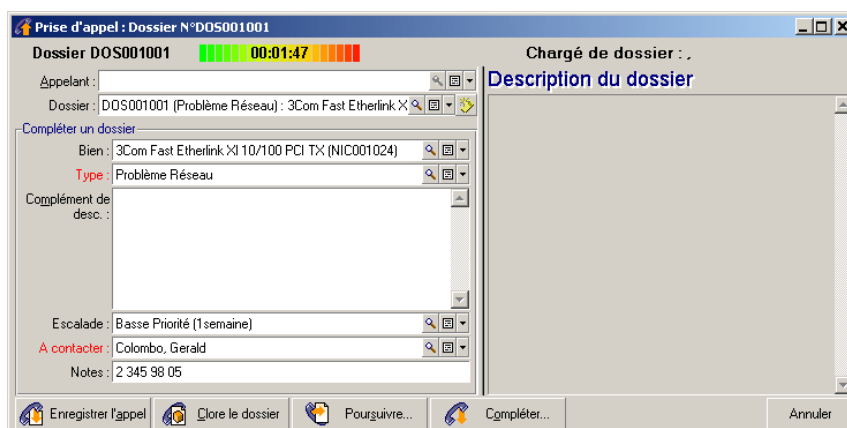 Prise d'appel : Dossier N°DOS001001
Dossier DOS001001 00:01:47 Chargé de dossier : ,
Appelant :
Description du dossier
Dossier : DOS001001 (Problème Réseau) : 3Com Fast Etherlink X
Compléter un dossier
Bien : 3Com Fast Etherlink XI 10/100 PCI TX (NIC001024)
Type : Problème Réseau
Complément de
desc. :
Escalade : Basse Priorité (1semaine)
A contacter : Colombo, Gerald
Notes : 2 345 98 05
Enregistrer l'appel Clore le dossier Poursuivre... Compléter... Annuler